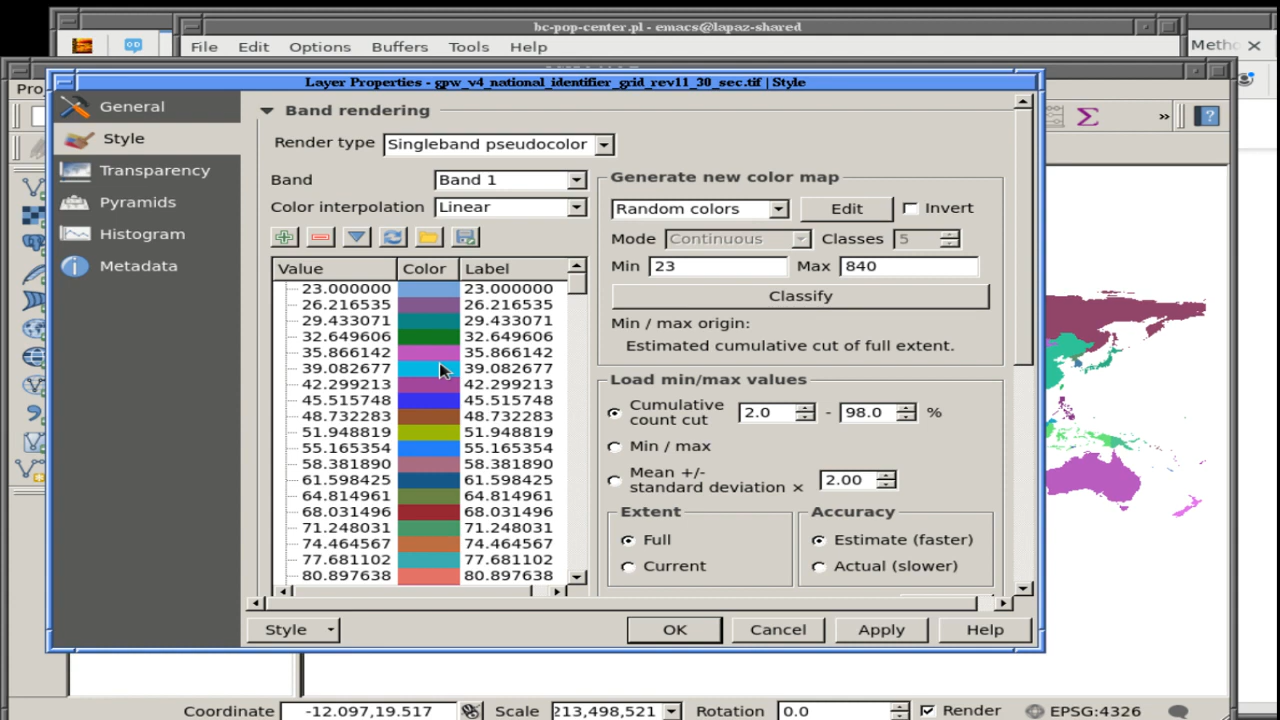 bc-pop-center.pl - emacs@lapaz-shared
File Edit Options Buffers Tools Help
Layer Properties - gpw_v4_national_identifier_grid_rev11_30_sec.tif | Style
General
Style
Transparency
Pyramids
Histogram
Metadata
Band rendering
Render type Singleband pseudocolor
Band Band 1
Color interpolation Linear
Value Color Label
23.000000 23.000000
26.216535 26.216535
29.433071 29.433071
32.649606 32.649606
35.866142 35.866142
39.082677 39.082677
42.299213 42.299213
45.515748 45.515748
48.732283 48.732283
51.948819 51.948819
55.165354 55.165354
58.381890 58.381890
61.598425 61.598425
64.814961 64.814961
68.031496 68.031496
71.248031 71.248031
74.464567 74.464567
77.681102 77.681102
80.897638 80.897638
Generate new color map
Random colors Edit Invert
Mode Continuous Classes 5
Min 23 Max 840
Classify
Min / max origin:
Estimated cumulative cut of full extent.
Load min/max values
Cumulative
count cut 2.0 - 98.0 %
Min / max
Mean +/-
standard deviation × 2.00
Extent
Full
Current
Accuracy
Estimate (faster)
Actual (slower)
Style OK Cancel Apply Help
Coordinate -12.097,19.517 Scale 213,498,521 Rotation 0.0 Render EPSG:4326